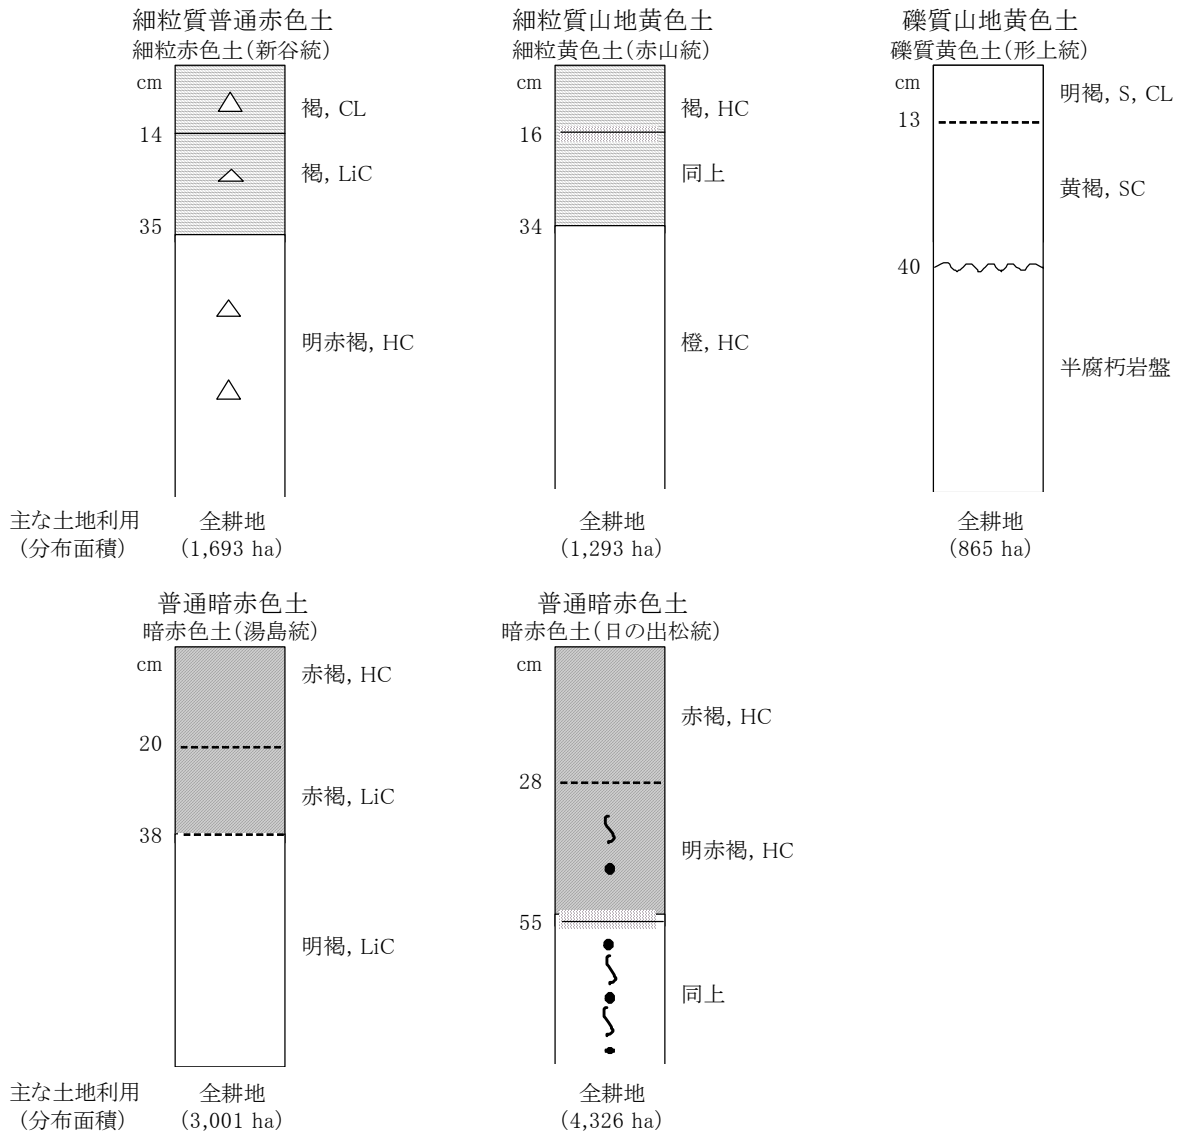 細粒質普通赤色土
細粒赤色土(新谷統)
cm
褐, CL
14
褐, LiC
35
明赤褐, HC
細粒質山地黄色土
細粒黄色土(赤山統)
cm
褐, HC
16
同上
34
橙, HC
礫質山地黄色土
礫質黄色土(形上統)
cm
明褐, S, CL
13
黄褐, SC
40
半腐朽岩盤
主な土地利用 全耕地 全耕地 全耕地
(分布面積) (1,693 ha) (1,293 ha) (865 ha)
普通暗赤色土
暗赤色土(湯島統)
cm
赤褐, HC
20
赤褐, LiC
38
明褐, LiC
普通暗赤色土
暗赤色土(日の出松統)
cm
赤褐, HC
28
明赤褐, HC
55
同上
主な土地利用 全耕地 全耕地
(分布面積) (3,001 ha) (4,326 ha)